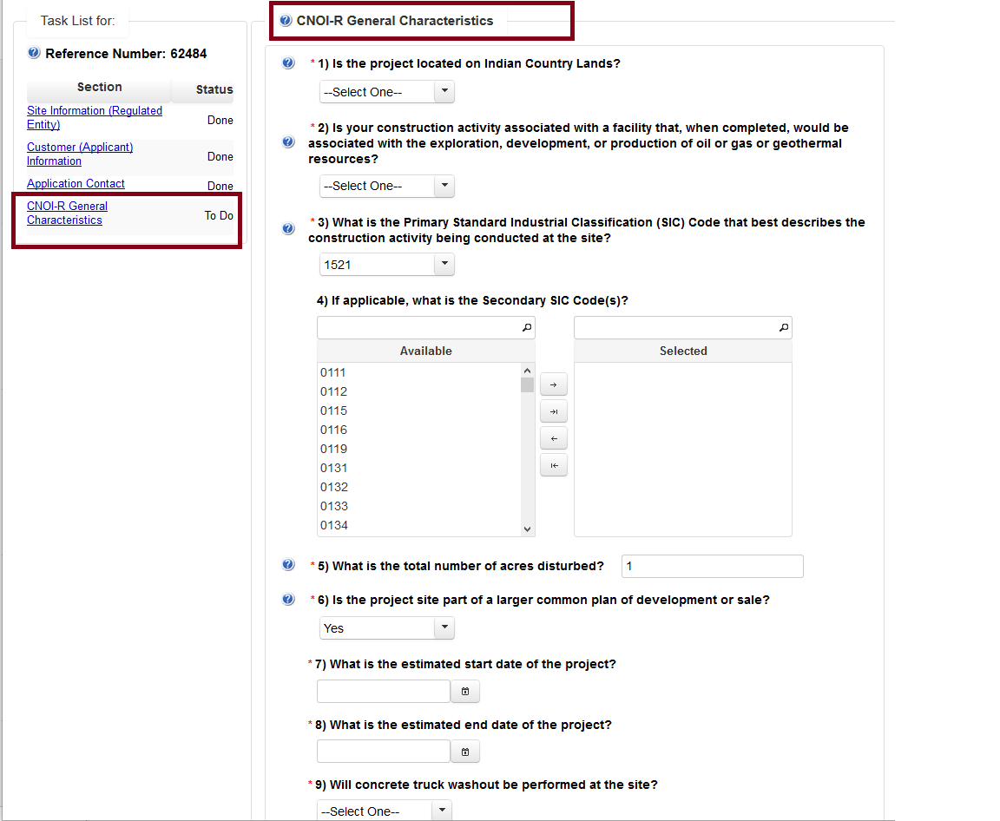 Task List for:
Reference Number: 62484
Section Status
Site Information (Regulated
Entity)
Done
Customer (Applicant)
Information
Done
Application Contact
Done
CNOI-R General
Characteristics
To Do
CNOI-R General Characteristics
* 1) Is the project located on Indian Country Lands?
--Select One--
* 2) Is your construction activity associated with a facility that, when completed, would be
associated with the exploration, development, or production of oil or gas or geothermal
resources?
--Select One--
* 3) What is the Primary Standard Industrial Classification (SIC) Code that best describes the
construction activity being conducted at the site?
1521
4) If applicable, what is the Secondary SIC Code(s)?
Available Selected
0111
0112
0115
0116
0119
0131
0132
0133
0134
* 5) What is the total number of acres disturbed? 1
* 6) Is the project site part of a larger common plan of development or sale?
Yes
* 7) What is the estimated start date of the project?
* 8) What is the estimated end date of the project?
* 9) Will concrete truck washout be performed at the site?
--Select One--